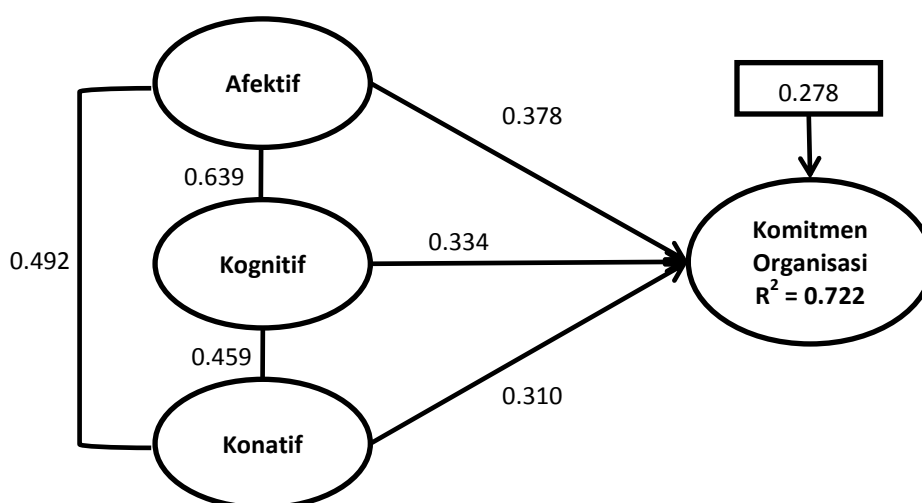 Afektif
0.378
0.278
0.639
Kognitif
0.334
Komitmen
Organisasi
R² = 0.722
0.492
0.459
Konatif
0.310